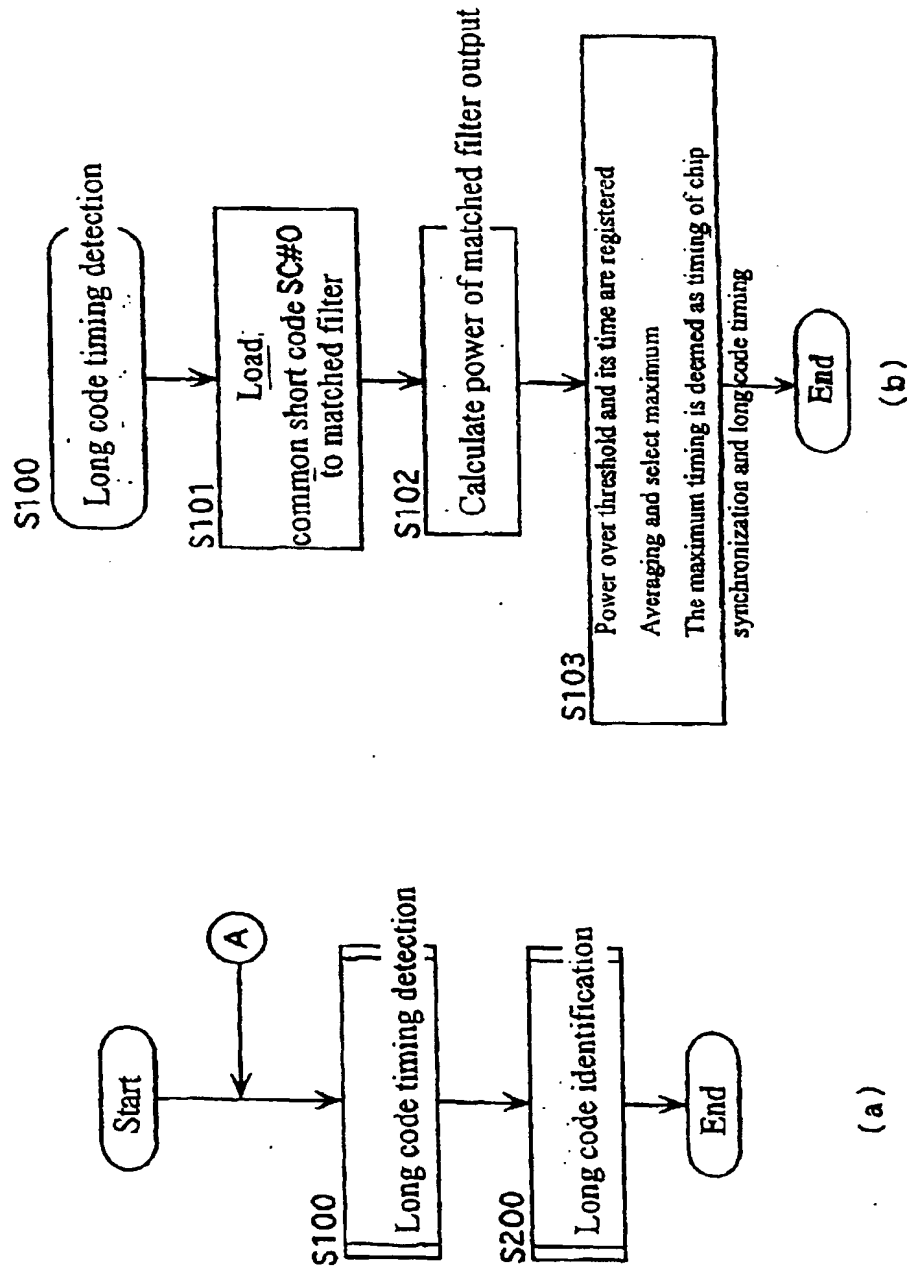 Start
A
S100
Long code timing detection
S200
Long code identification
End
(a)
S100
Long code timing detection
S101
Load
common short code SC#0
to matched filter
S102
Calculate power of matched filter output
S103
Power over threshold and its time are registered
Averaging and select maximum
The maximum timing is deemed as timing of chip
synchronization and long code timing
End
(b)